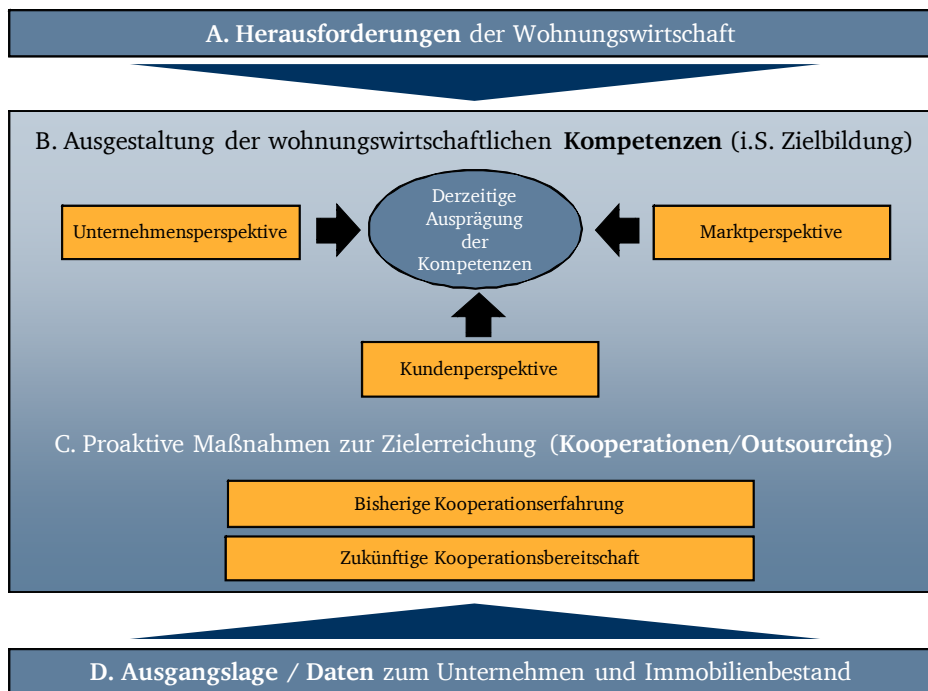 A. Herausforderungen der Wohnungswirtschaft
B. Ausgestaltung der wohnungswirtschaftlichen Kompetenzen (i.S. Zielbildung)
Derzeitige
Ausprägung
der
Kompetenzen
Unternehmensperspektive
Marktperspektive
Kundenperspektive
C. Proaktive Maßnahmen zur Zielerreichung (Kooperationen/Outsourcing)
Bisherige Kooperationserfahrung
Zukünftige Kooperationsbereitschaft
D. Ausgangslage / Daten zum Unternehmen und Immobilienbestand